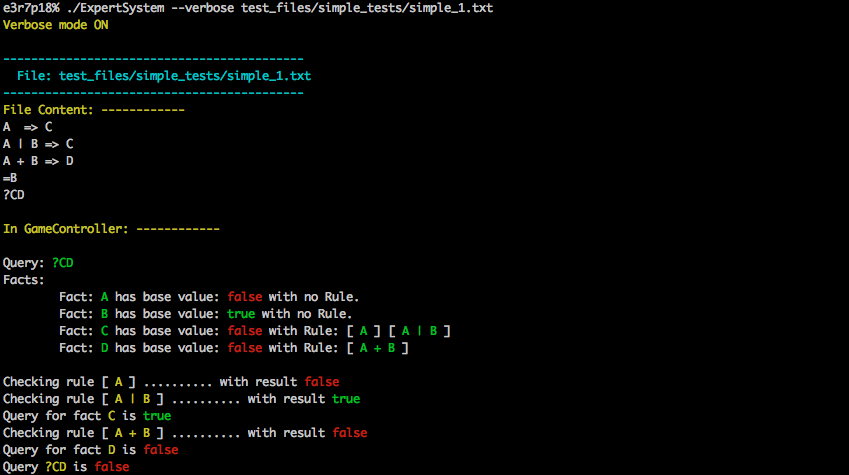 e3r7p18% ./ExpertSystem --verbose test_files/simple_tests/simple_1.txt
Verbose mode ON
-------------------------------------------
File: test_files/simple_tests/simple_1.txt
-------------------------------------------
File Content: ------------
A  => C
A | B => C
A + B => D
=B
?CD
In GameController: ------------
Query: ?CD
Facts:
Fact: A has base value: false with no Rule.
Fact: B has base value: true with no Rule.
Fact: C has base value: false with Rule: [ A ] [ A | B ]
Fact: D has base value: false with Rule: [ A + B ]
Checking rule [ A ] .......... with result false
Checking rule [ A | B ] .......... with result true
Query for fact C is true
Checking rule [ A + B ] .......... with result false
Query for fact D is false
Query ?CD is false